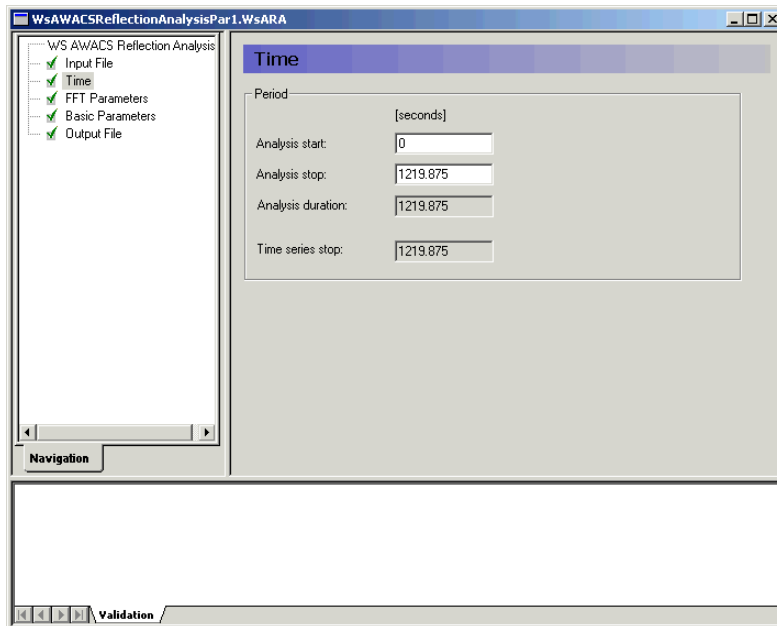 WsAWACSReflectionAnalysisPar1.WsARA
WS AWACS Reflection Analysis
Input File
Time
FFT Parameters
Basic Parameters
Output File
Navigation
Time
Period
[seconds]
Analysis start: 0
Analysis stop: 1219.875
Analysis duration: 1219.875
Time series stop: 1219.875
Validation